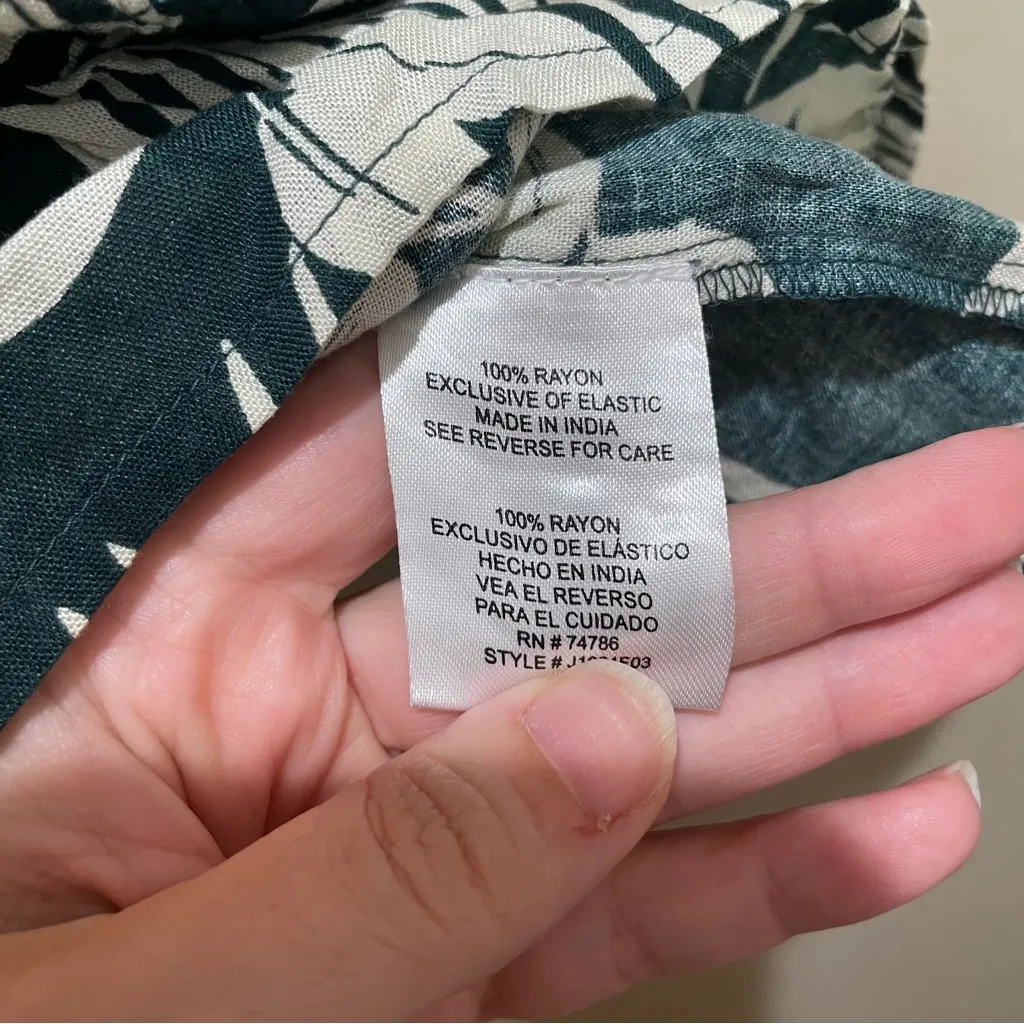 100% RAYON
EXCLUSIVE OF ELASTIC
MADE IN INDIA
SEE REVERSE FOR CARE
100% RAYON
EXCLUSIVO DE ELÁSTICO
HECHO EN INDIA
VEA EL REVERSO
PARA EL CUIDADO
RN # 74786
STYLE #